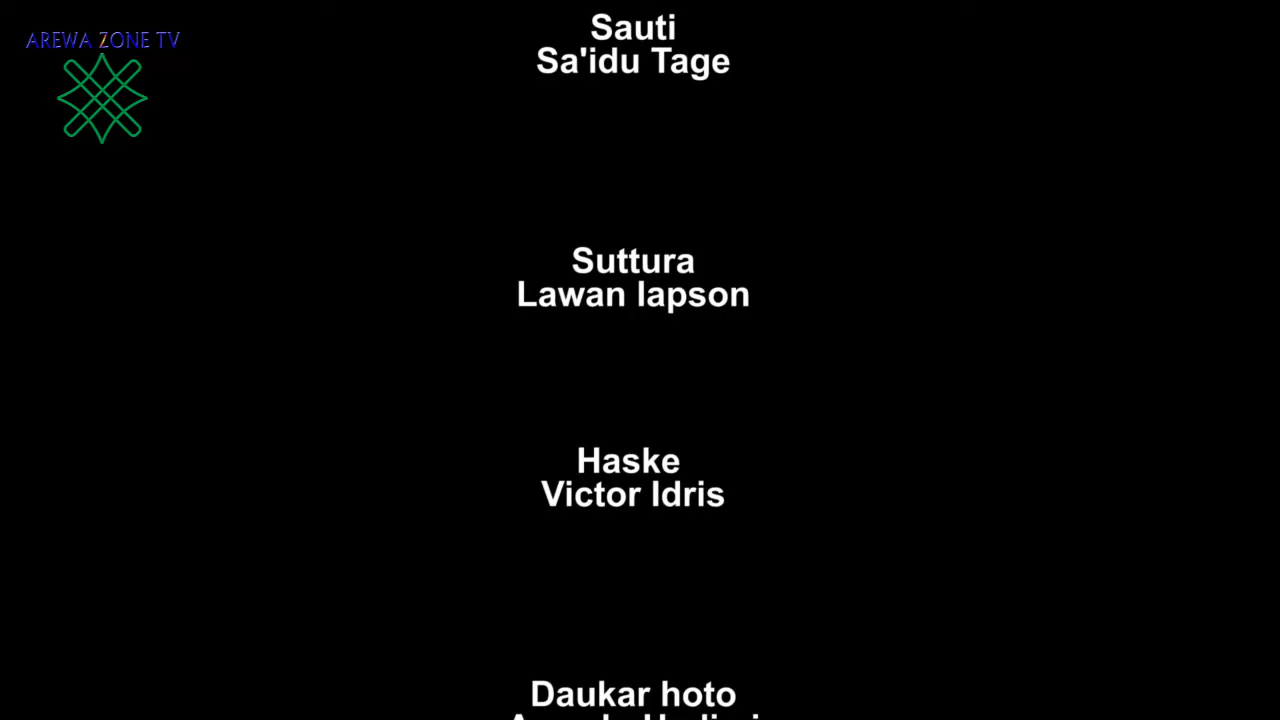 AREWA ZONE TV
Sauti
Sa'idu Tage
Suttura
Lawan lapson
Haske
Victor Idris
Daukar hoto